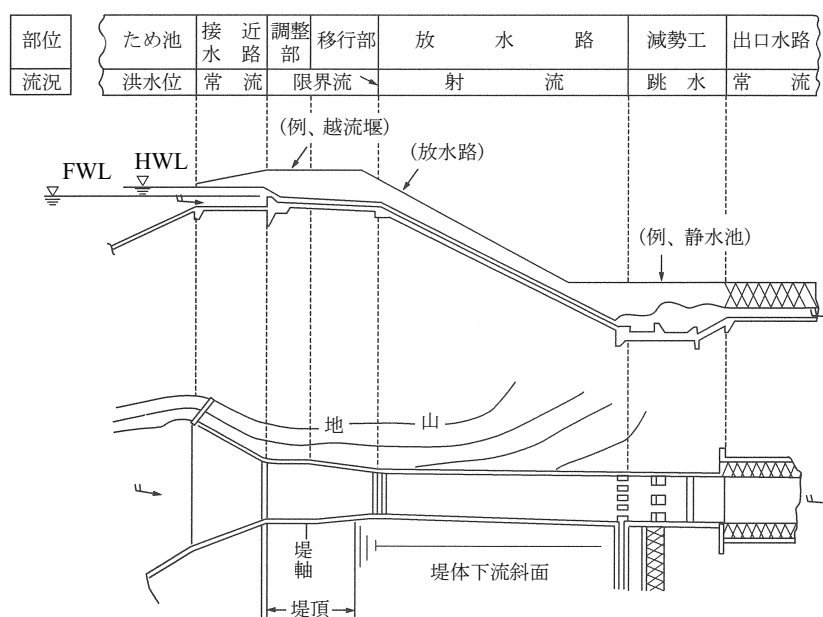 部位 ため池 接近水路 調整部 移行部 放水路 減勢工 出口水路
流況 洪水位 常流 限界流 射流 跳水 常流
(例、越流堰)
(放水路)
FWL HWL
(例、静水池)
地 山
堤軸
堤体下流斜面
堤頂